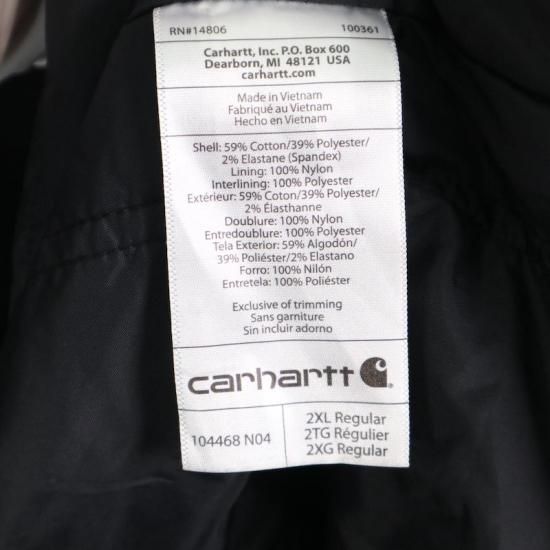 RN#14806 100361
Carhartt, Inc. P.O. Box 600
Dearborn, MI 48121 USA
carhartt.com
Made in Vietnam
Fabriqué au Vietnam
Hecho en Vietnam
Shell: 59% Cotton/39% Polyester/
2% Elastane (Spandex)
Lining: 100% Nylon
Interlining: 100% Polyester
Extérieur: 59% Coton/39% Polyester/
2% Élasthanne
Doublure: 100% Nylon
Entredoublure: 100% Polyester
Tela Exterior: 59% Algodón/
39% Poliéster/2% Elastano
Forro: 100% Nilón
Entretela: 100% Poliéster
Exclusive of trimming
Sans garniture
Sin incluir adorno
carhartt
104468 N04
2XL Regular
2TG Régulier
2XG Regular